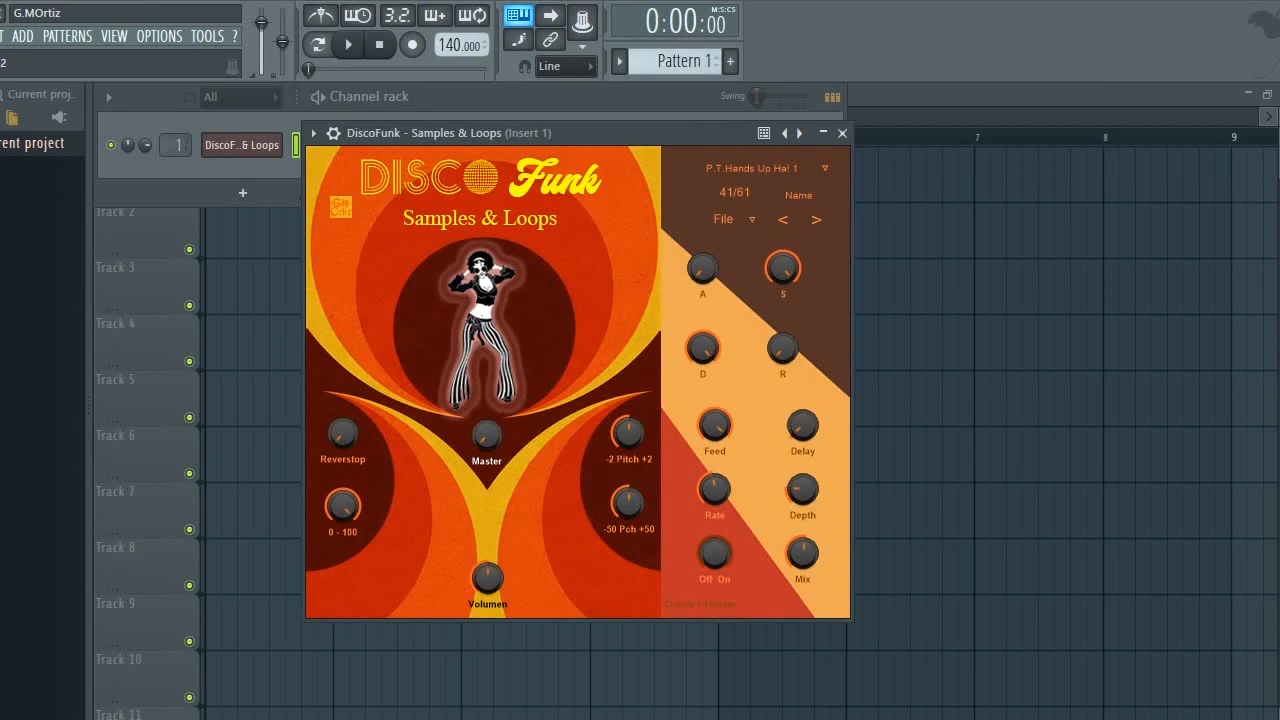 G.MOrtiz
ADD PATTERNS VIEW OPTIONS TOOLS ?
2
3.2.
140.000
Line
M:S:CS
0:00:00
Pattern 1
Current proj.
All
Channel rack
Swing
rent project
1
DiscoF..& Loops
DiscoFunk - Samples & Loops (Insert 1)
7
8
9
DISCO Funk
Samples & Loops
P.T.Hands Up Ha! 1
41/61
Name
File
<
>
A
S
D
R
Reverstop
Master
-2 Pitch +2
Feed
Delay
0 - 100
-50 Pch +50
Rate
Depth
Off On
Mix
Volumen
Track 2
Track 3
Track 4
Track 5
Track 6
Track 7
Track 8
Track 9
Track 10
Track 11